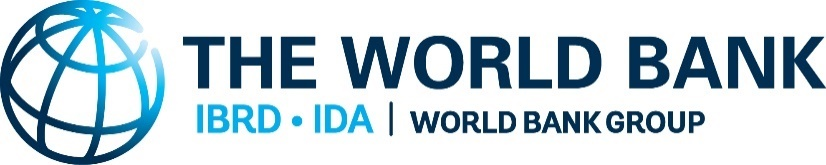 THE WORLD BANK
IBRD • IDA | WORLD BANK GROUP